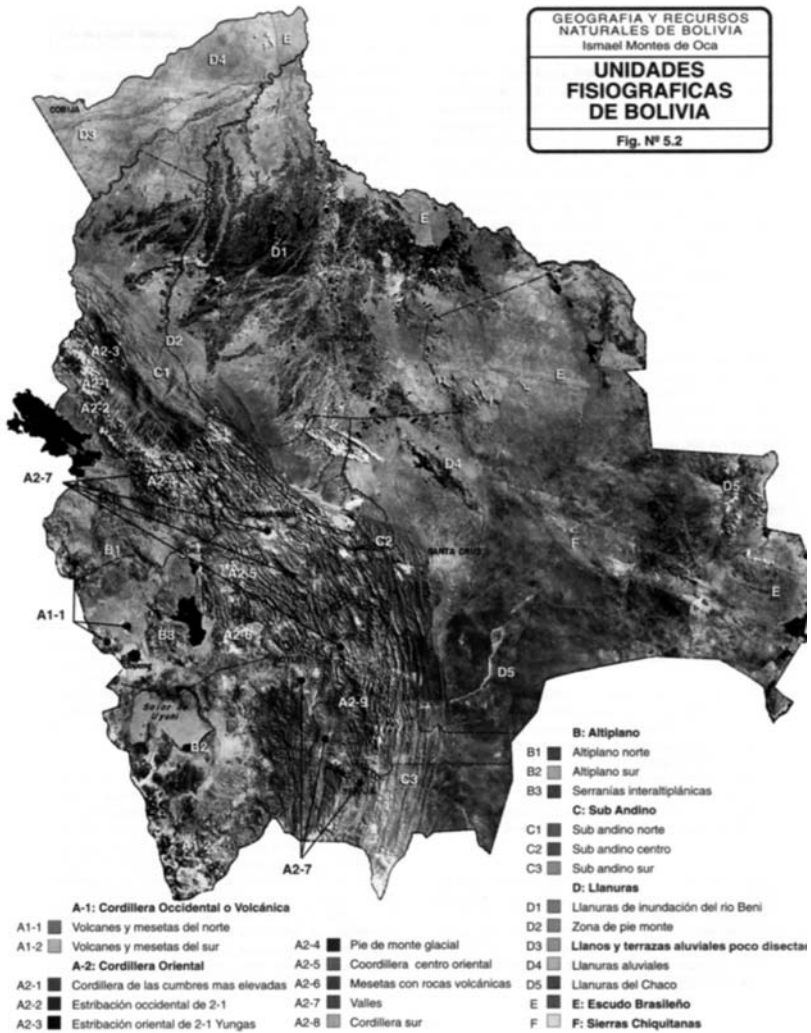 GEOGRAFIA Y RECURSOS
NATURALES DE BOLIVIA
Ismael Montes de Oca
UNIDADES
FISIOGRAFICAS
DE BOLIVIA
Fig. Nº 5.2
E
D4
COBIJA
D3
E
D1
D2
A2-3
C1
A2-1
A2-2
E
D4
A2-7
D5
C2
SANTA CRUZ
F
B1
A2-5
E
A1-1
B3
A2-6
D5
Salar de
Uyuni
A2-9
B2
C3
A2-7
B: Altiplano
B1 Altiplano norte
B2 Altiplano sur
B3 Serranías interaltiplánicas
C: Sub Andino
C1 Sub andino norte
C2 Sub andino centro
C3 Sub andino sur
D: Llanuras
D1 Llanuras de inundación del rio Beni
D2 Zona de pie monte
D3 Llanos y terrazas aluviales poco disectar
D4 Llanuras aluviales
D5 Llanuras del Chaco
E E: Escudo Brasileño
F F: Sierras Chiquitanas
A-1: Cordillera Occidental o Volcánica
A1-1 Volcanes y mesetas del norte
A1-2 Volcanes y mesetas del sur
A-2: Cordillera Oriental
A2-1 Cordillera de las cumbres mas elevadas
A2-2 Estribación occidental de 2-1
A2-3 Estribación oriental de 2-1 Yungas
A2-4 Pie de monte glacial
A2-5 Coordillera centro oriental
A2-6 Mesetas con rocas volcánicas
A2-7 Valles
A2-8 Cordillera sur